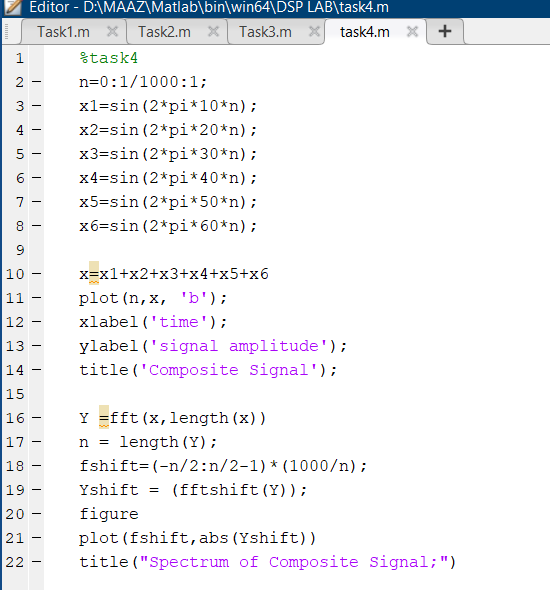 Editor - D:\MAAZ\Matlab\bin\win64\DSP LAB\task4.m
Task1.m × Task2.m × Task3.m × task4.m × +
1 %task4
2 - n=0:1/1000:1;
3 - x1=sin(2*pi*10*n);
4 - x2=sin(2*pi*20*n);
5 - x3=sin(2*pi*30*n);
6 - x4=sin(2*pi*40*n);
7 - x5=sin(2*pi*50*n);
8 - x6=sin(2*pi*60*n);
9
10 - x=x1+x2+x3+x4+x5+x6
11 - plot(n,x, 'b');
12 - xlabel('time');
13 - ylabel('signal amplitude');
14 - title('Composite Signal');
15
16 - Y =fft(x,length(x))
17 - n = length(Y);
18 - fshift=(-n/2:n/2-1)*(1000/n);
19 - Yshift = (fftshift(Y));
20 - figure
21 - plot(fshift,abs(Yshift))
22 - title("Spectrum of Composite Signal;")